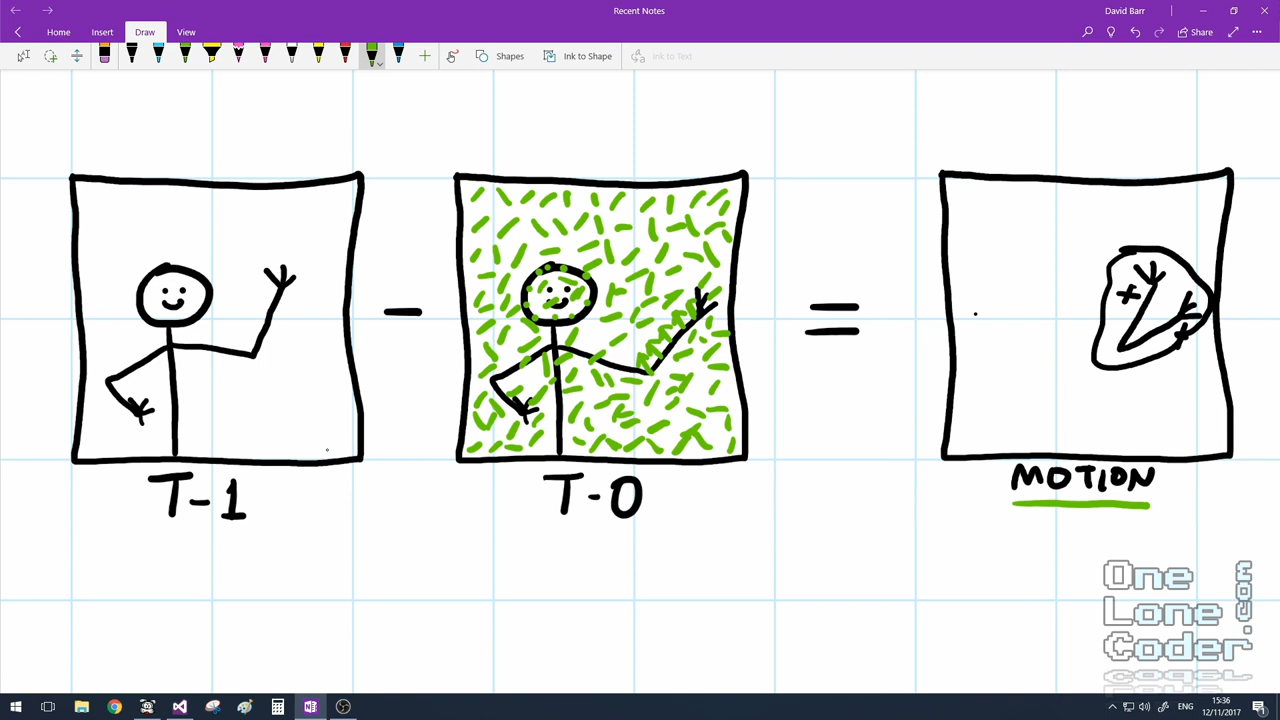 Recent Notes
David Barr
Home Insert Draw View
Share
Shapes
Ink to Shape
Ink to Text
T-1
T-0
MOTION
One
Lone
Coder
.com
ENG
15:36
12/11/2017